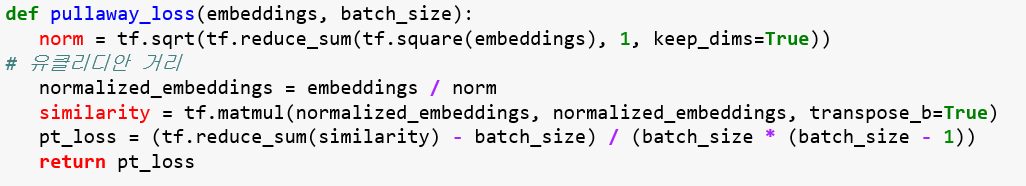 def pullaway_loss(embeddings, batch_size):
    norm = tf.sqrt(tf.reduce_sum(tf.square(embeddings), 1, keep_dims=True))
# 유클리디안 거리
    normalized_embeddings = embeddings / norm
    similarity = tf.matmul(normalized_embeddings, normalized_embeddings, transpose_b=True)
    pt_loss = (tf.reduce_sum(similarity) - batch_size) / (batch_size * (batch_size - 1))
    return pt_loss